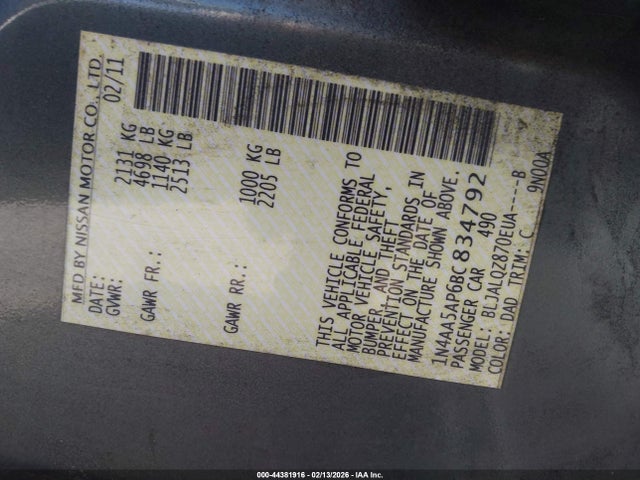 MFD BY NISSAN MOTOR CO., LTD.
DATE: 02/11
GVWR: 2131 KG
4698 LB
GAWR FR.: 1140 KG
2513 LB
GAWR RR.: 1000 KG
2205 LB
THIS VEHICLE CONFORMS TO
ALL APPLICABLE FEDERAL
MOTOR VEHICLE SAFETY,
BUMPER, AND THEFT
PREVENTION STANDARDS IN
EFFECT ON THE DATE OF
MANUFACTURE SHOWN ABOVE.
1N4AA5AP6BC834792
PASSENGER CAR 490
MODEL: BLJALQ2870EUA----B
COLOR: DAD TRIM: C 9N00A
000-44381916 - 02/13/2026 - IAA Inc.